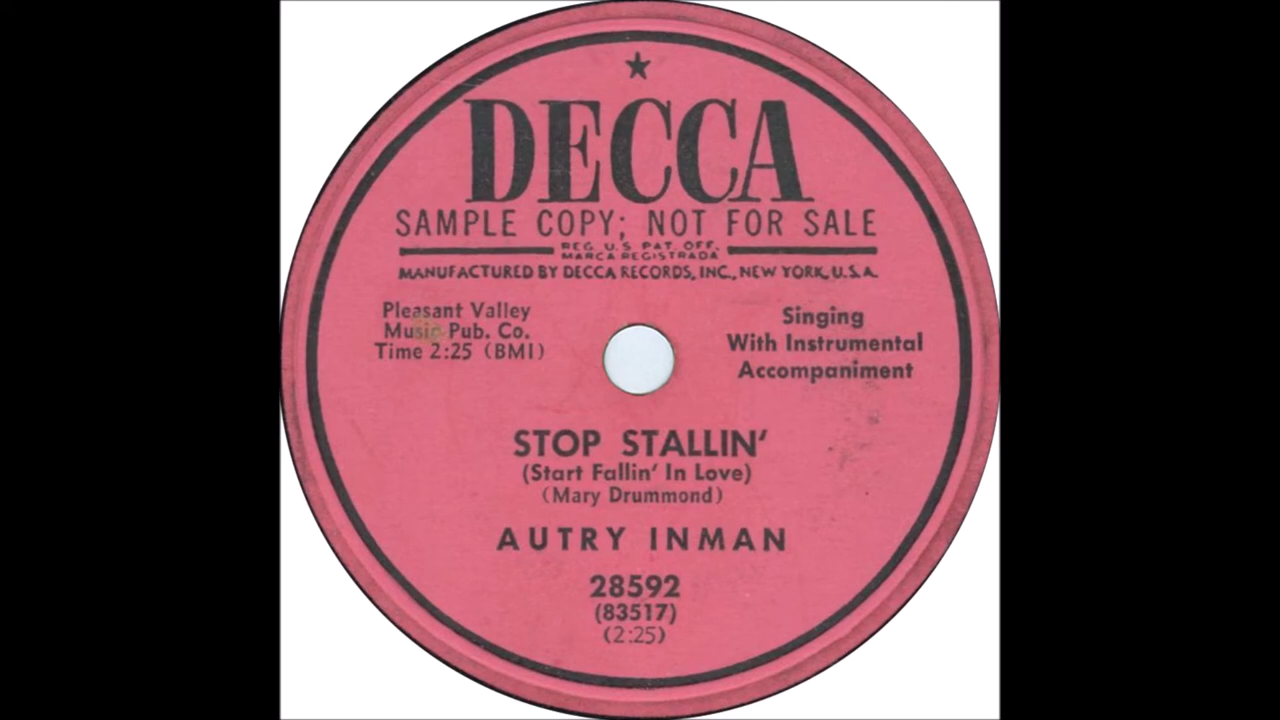 DECCA
SAMPLE COPY; NOT FOR SALE
REG. U.S. PAT. OFF.
MARCA REGISTRADA
MANUFACTURED BY DECCA RECORDS, INC., NEW YORK, U.S.A.
Pleasant Valley
Music Pub. Co.
Time 2:25 (BMI)
Singing
With Instrumental
Accompaniment
STOP STALLIN'
(Start Fallin' In Love)
(Mary Drummond)
AUTRY INMAN
28592
(83517)
(2:25)